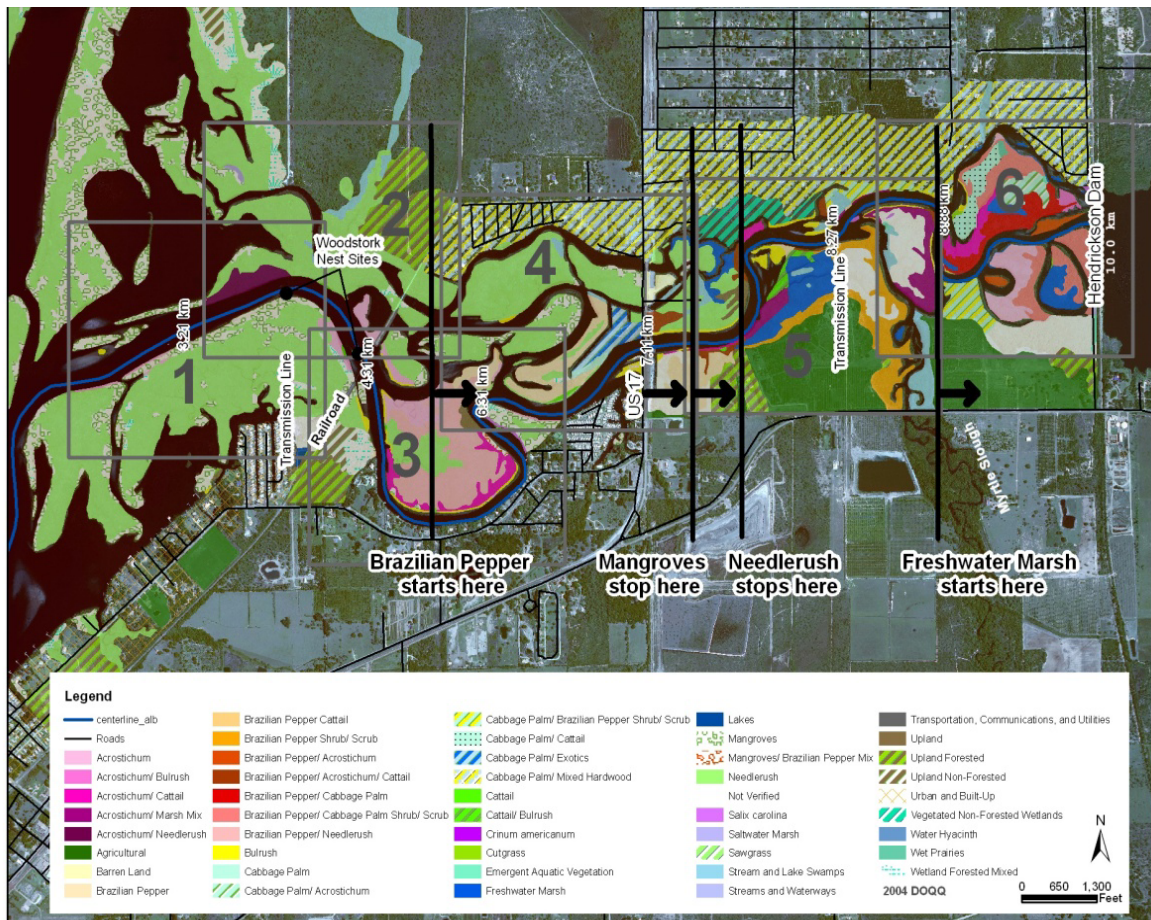 2
6
4
Woodstork
Nest Sites
3.21 km
1
Transmission Line
Railroad
4.31 km
3
6.31 km
US 17
7.11 km
8.27 km
Transmission Line
5
8.88 km
Hendrickson Dam
10.0 km
Myrtle Slough
Brazilian Pepper
starts here
Mangroves
stop here
Needlerush
stops here
Freshwater Marsh
starts here
Legend
centerline_alb
Roads
Acrostichum
Acrostichum/ Bulrush
Acrostichum/ Cattail
Acrostichum/ Marsh Mix
Acrostichum/ Needlerush
Agricultural
Barren Land
Brazilian Pepper
Brazilian Pepper Cattail
Brazilian Pepper Shrub/ Scrub
Brazilian Pepper/ Acrostichum
Brazilian Pepper/ Acrostichum/ Cattail
Brazilian Pepper/ Cabbage Palm
Brazilian Pepper/ Cabbage Palm Shrub/ Scrub
Brazilian Pepper/ Needlerush
Bulrush
Cabbage Palm
Cabbage Palm/ Acrostichum
Cabbage Palm/ Brazilian Pepper Shrub/ Scrub
Cabbage Palm/ Cattail
Cabbage Palm/ Exotics
Cabbage Palm/ Mixed Hardwood
Cattail
Cattail/ Bulrush
Crinum americanum
Cutgrass
Emergent Aquatic Vegetation
Freshwater Marsh
Lakes
Mangroves
Mangroves/ Brazilian Pepper Mix
Needlerush
Not Verified
Salix carolina
Saltwater Marsh
Sawgrass
Stream and Lake Swamps
Streams and Waterways
Transportation, Communications, and Utilities
Upland
Upland Forested
Upland Non-Forested
Urban and Built-Up
Vegetated Non-Forested Wetlands
Water Hyacinth
Wet Prairies
Wetland Forested Mixed
2004 DOQQ
N
0 650 1,300
Feet